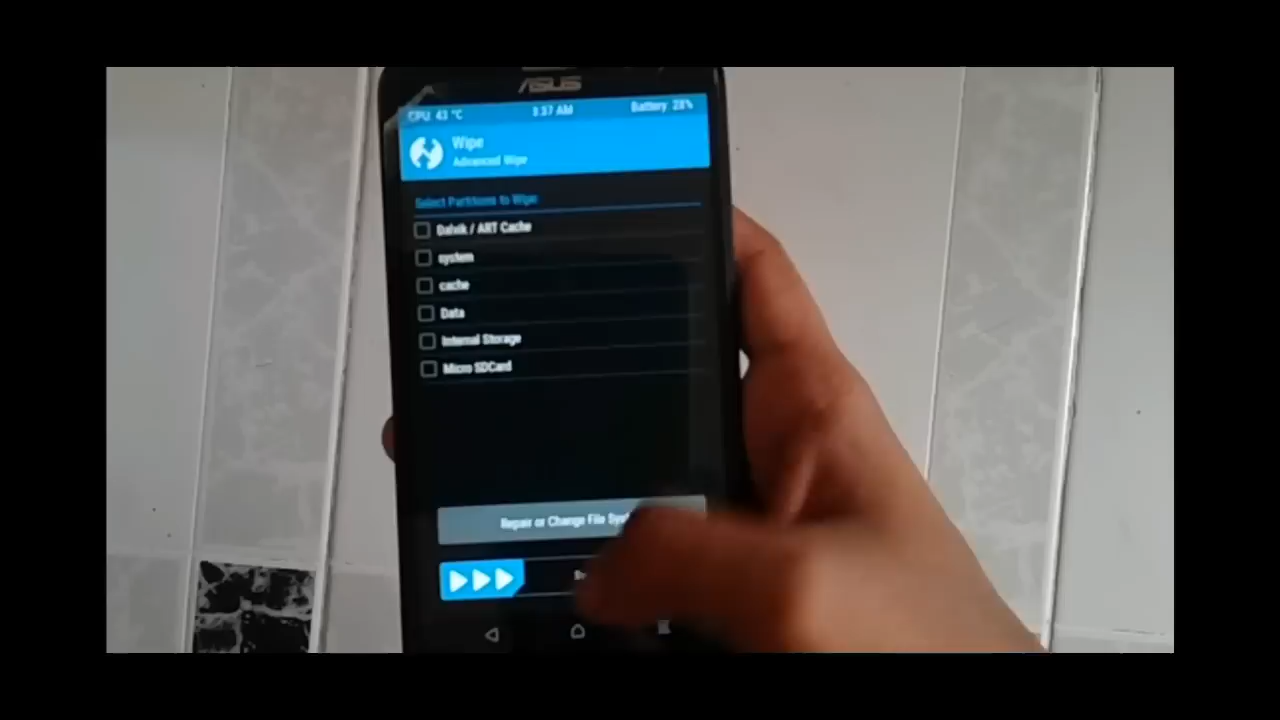 ASUS
CPU: 43 °C 3:37 AM Battery: 28%
Wipe
Advanced Wipe
Select Partitions to Wipe
Dalvik / ART Cache
system
cache
Data
Internal Storage
Micro SDCard
Repair or Change File